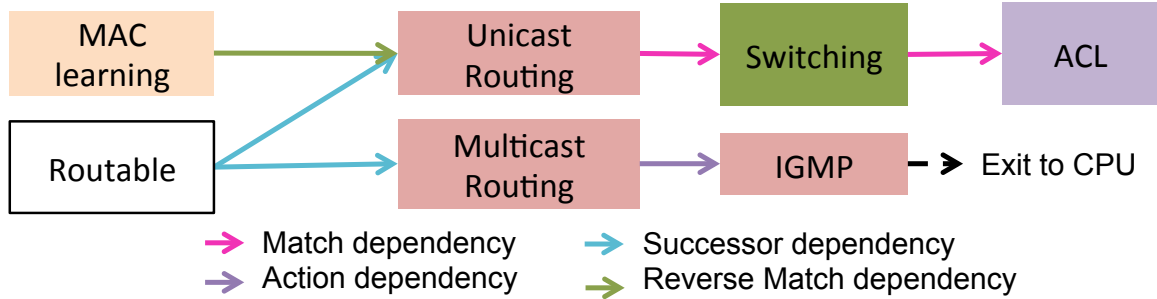 MAC
learning
Unicast
Routing
Switching
ACL
Routable
Multicast
Routing
IGMP
Exit to CPU
Match dependency
Successor dependency
Action dependency
Reverse Match dependency